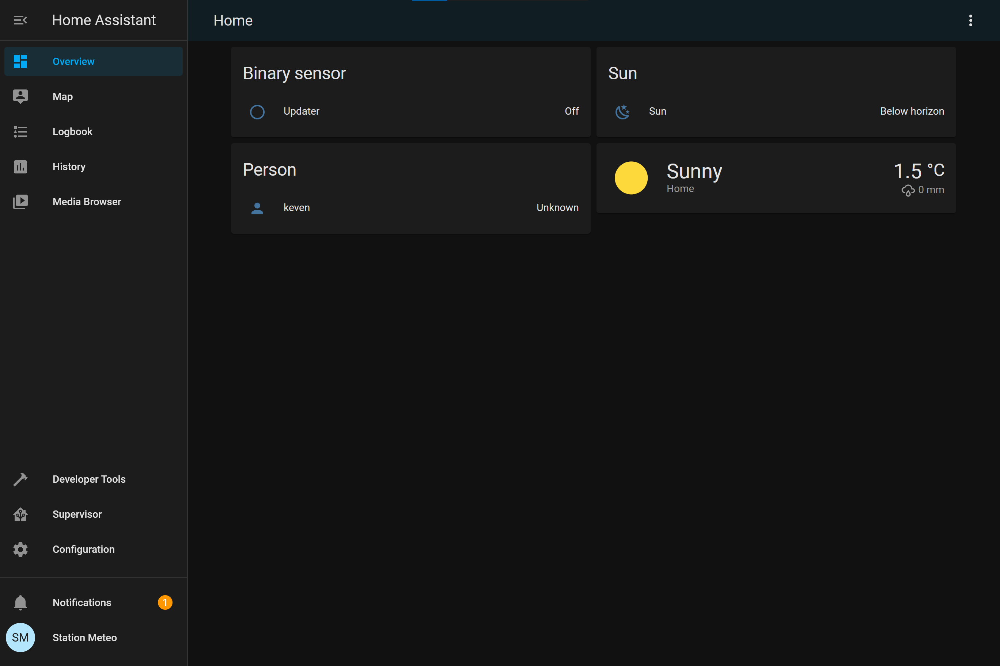 Home Assistant
Overview
Map
Logbook
History
Media Browser
Developer Tools
Supervisor
Configuration
Notifications 1
SM Station Meteo
Home
Binary sensor
Updater Off
Person
keven Unknown
Sun
Sun Below horizon
Sunny 1.5 °C
Home 0 mm